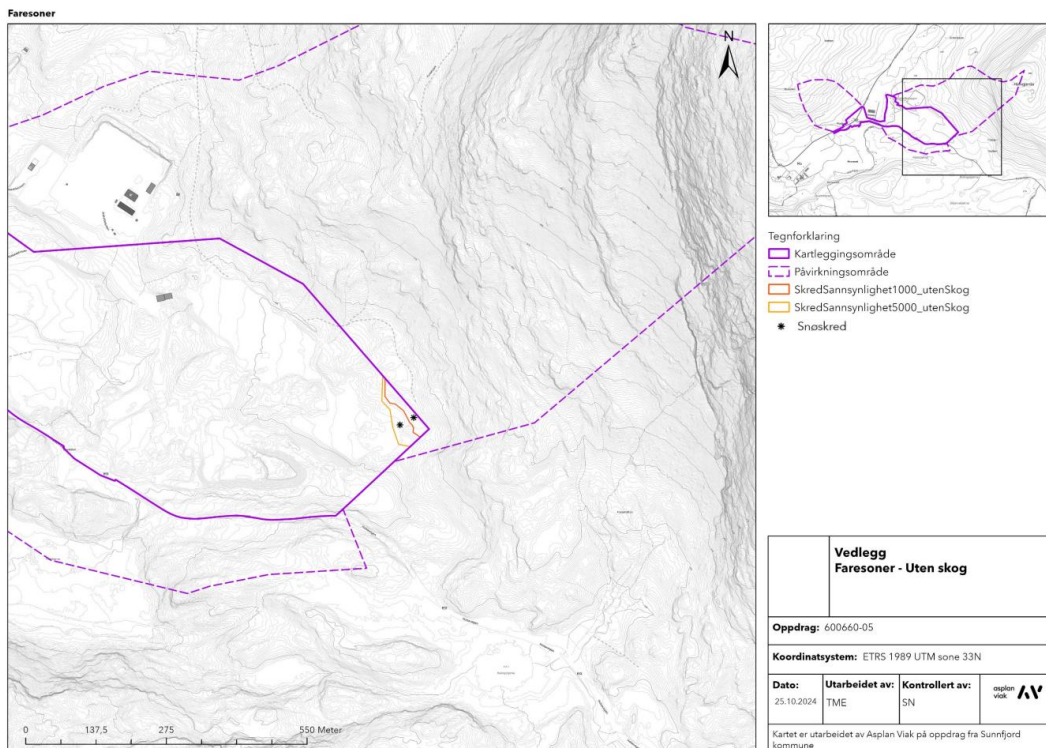 Faresoner
N
0
137,5
275
550 Meter
Tegnforklaring
Kartleggingsområde
Påvirkningsområde
SkredSannsynlighet1000_utenSkog
SkredSannsynlighet5000_utenSkog
Snøskred
Vedlegg
Faresoner - Uten skog
Oppdrag: 600660-05
Koordinatsystem: ETRS 1989 UTM sone 33N
Dato:
25.10.2024
Utarbeidet av:
TME
Kontrollert av:
SN
asplan
viak
Kartet er utarbeidet av Asplan Viak på oppdrag fra Sunnfjord
kommune